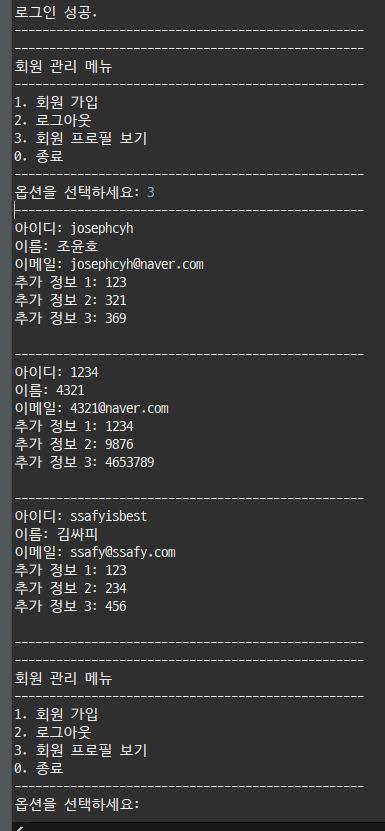 로그인 성공.
--------------------------------------------------
--------------------------------------------------
회원 관리 메뉴
--------------------------------------------------
1. 회원 가입
2. 로그아웃
3. 회원 프로필 보기
0. 종료
--------------------------------------------------
옵션을 선택하세요: 3
--------------------------------------------------
아이디: josephcyh
이름: 조윤호
이메일: josephcyh@naver.com
추가 정보 1: 123
추가 정보 2: 321
추가 정보 3: 369
--------------------------------------------------
아이디: 1234
이름: 4321
이메일: 4321@naver.com
추가 정보 1: 1234
추가 정보 2: 9876
추가 정보 3: 4653789
--------------------------------------------------
아이디: ssafyisbest
이름: 김싸피
이메일: ssafy@ssafy.com
추가 정보 1: 123
추가 정보 2: 234
추가 정보 3: 456
--------------------------------------------------
--------------------------------------------------
회원 관리 메뉴
--------------------------------------------------
1. 회원 가입
2. 로그아웃
3. 회원 프로필 보기
0. 종료
--------------------------------------------------
옵션을 선택하세요: